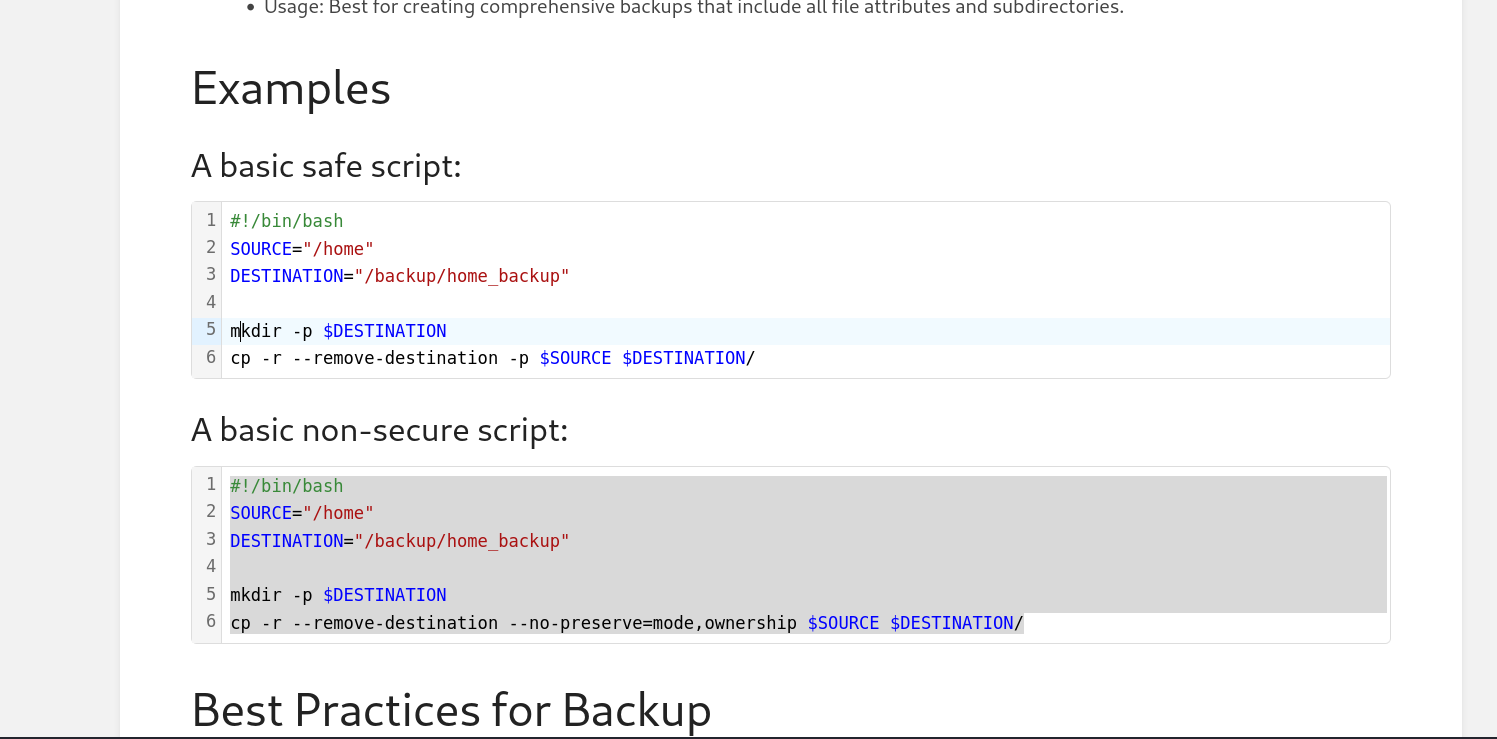 • Usage: Best for creating comprehensive backups that include all file attributes and subdirectories.
Examples
A basic safe script:
1 #!/bin/bash
2 SOURCE="/home"
3 DESTINATION="/backup/home_backup"
4
5 mkdir -p $DESTINATION
6 cp -r --remove-destination -p $SOURCE $DESTINATION/
A basic non-secure script:
1 #!/bin/bash
2 SOURCE="/home"
3 DESTINATION="/backup/home_backup"
4
5 mkdir -p $DESTINATION
6 cp -r --remove-destination --no-preserve=mode,ownership $SOURCE $DESTINATION/
Best Practices for Backup